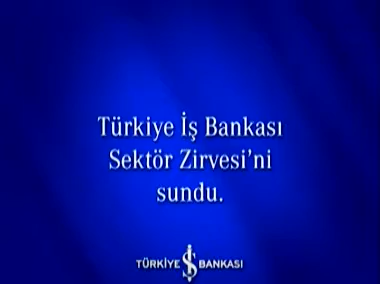 Türkiye İş Bankası
Sektör Zirvesi'ni
sundu.
TÜRKİYE İŞ BANKASI